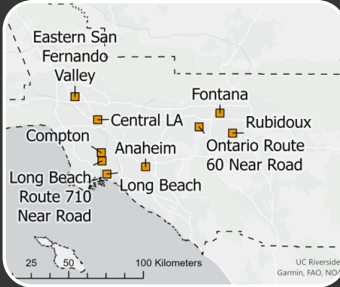 Eastern San
Fernando
Valley
Fontana
Central LA
Rubidoux
Compton
Anaheim
Ontario Route
60 Near Road
Long Beach
Route 710
Near Road
Long Beach
25 50 100 Kilometers
UC Riverside
Garmin, FAO,